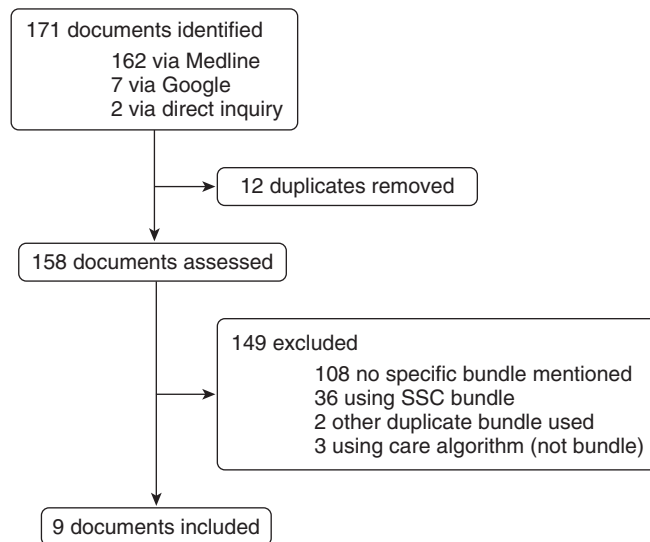 171 documents identified
162 via Medline
7 via Google
2 via direct inquiry
12 duplicates removed
158 documents assessed
149 excluded
108 no specific bundle mentioned
36 using SSC bundle
2 other duplicate bundle used
3 using care algorithm (not bundle)
9 documents included